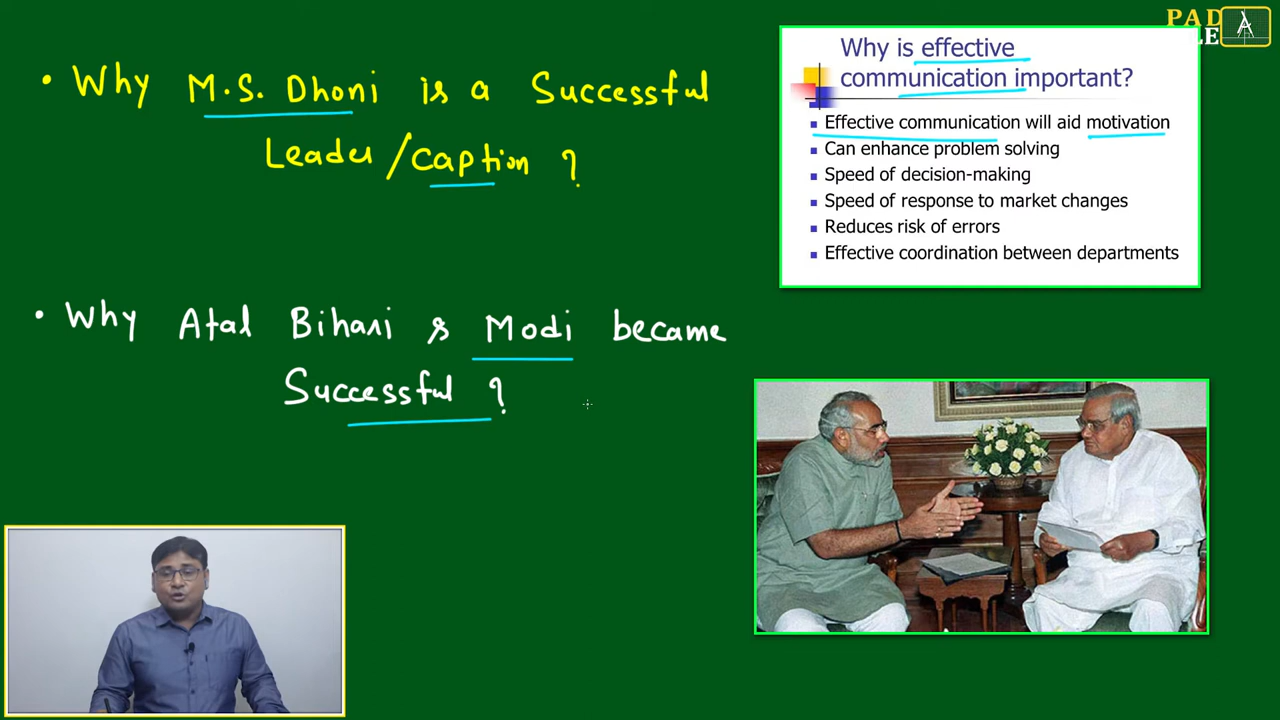 • Why M.S. Dhoni is a Successful
Leader/Caption ?
• Why Atal Bihari & Modi became
Successful ?
PAD
LE
Why is effective
communication important?
Effective communication will aid motivation
Can enhance problem solving
Speed of decision-making
Speed of response to market changes
Reduces risk of errors
Effective coordination between departments